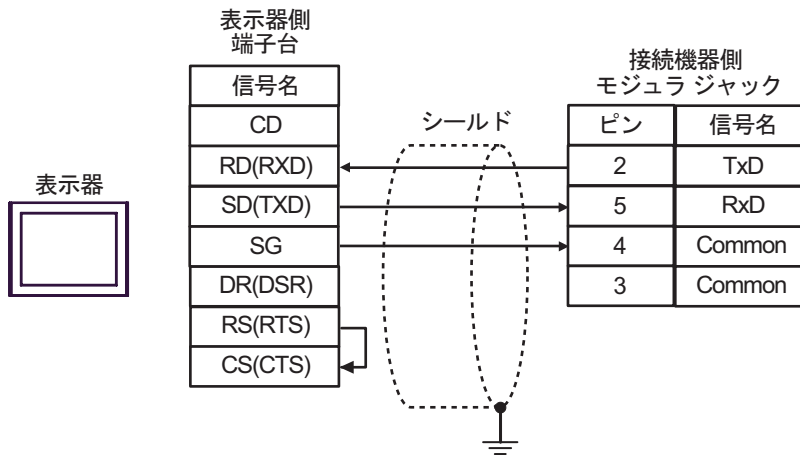 表示器側
端子台
信号名
CD
RD(RXD)
SD(TXD)
SG
DR(DSR)
RS(RTS)
CS(CTS)
表示器
シールド
接続機器側
モジュラ ジャック
ピン 信号名
2 TxD
5 RxD
4 Common
3 Common